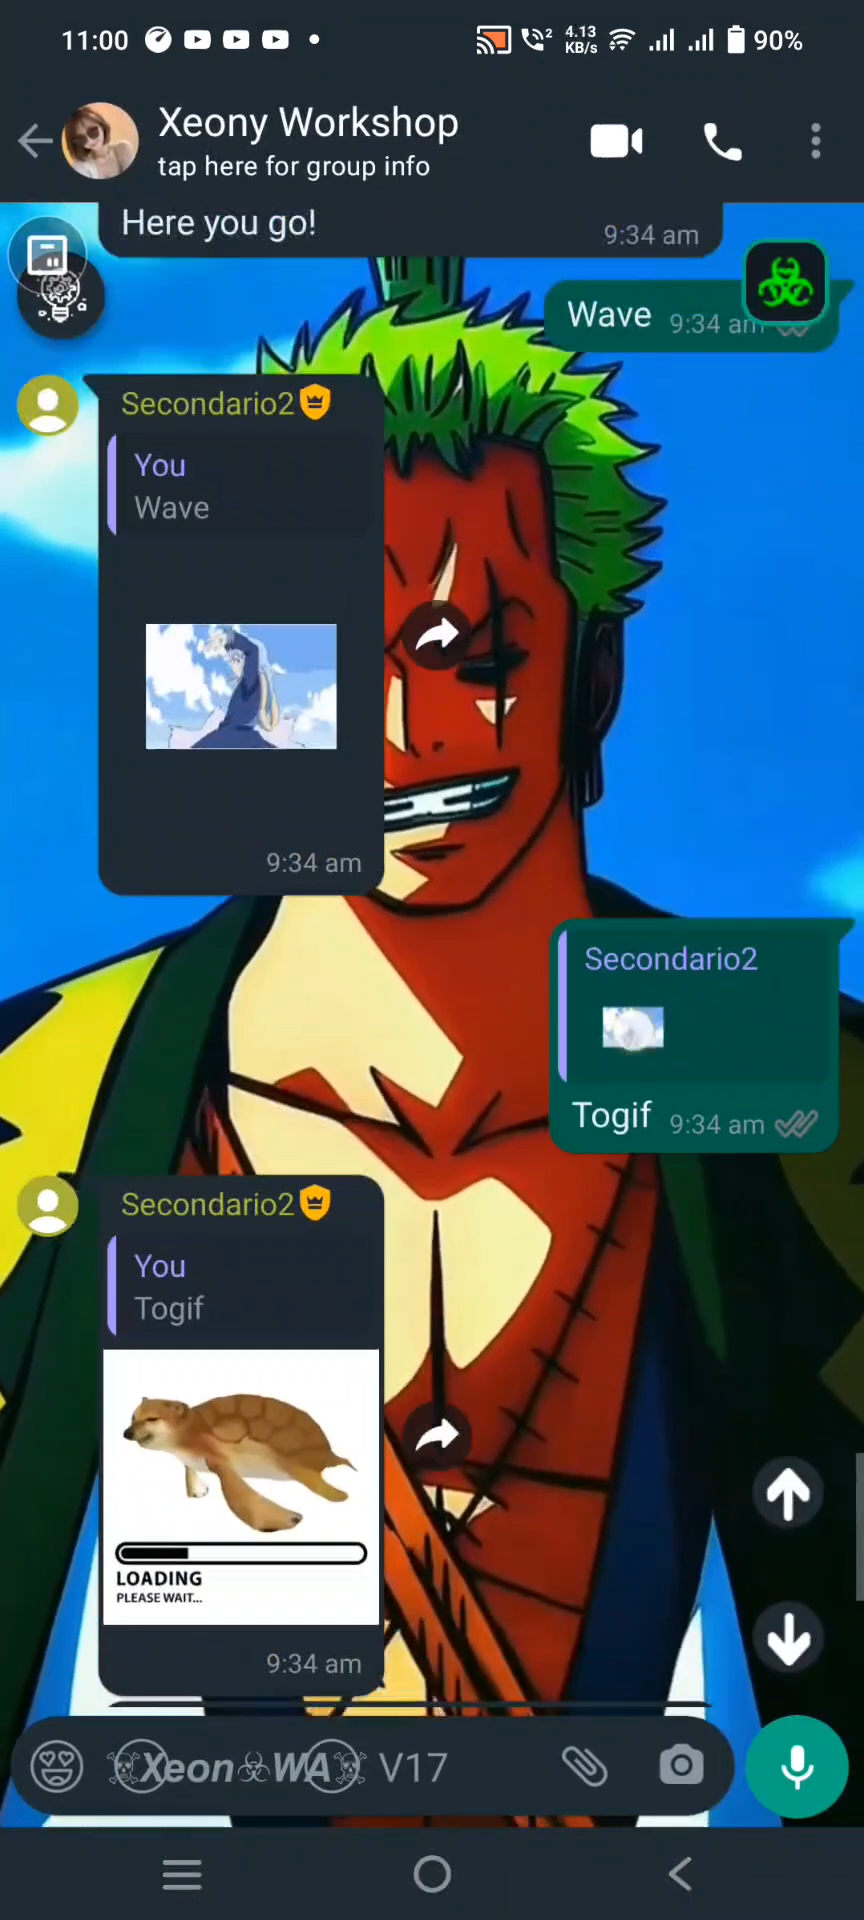 11:00
4.13
KB/s
90%
Xeony Workshop
tap here for group info
Here you go!
9:34 am
Wave
9:34 am
Secondario2
You
Wave
9:34 am
Secondario2
Togif
9:34 am
Secondario2
You
Togif
LOADING
PLEASE WAIT...
9:34 am
☠Xeon☣WA☠ V17